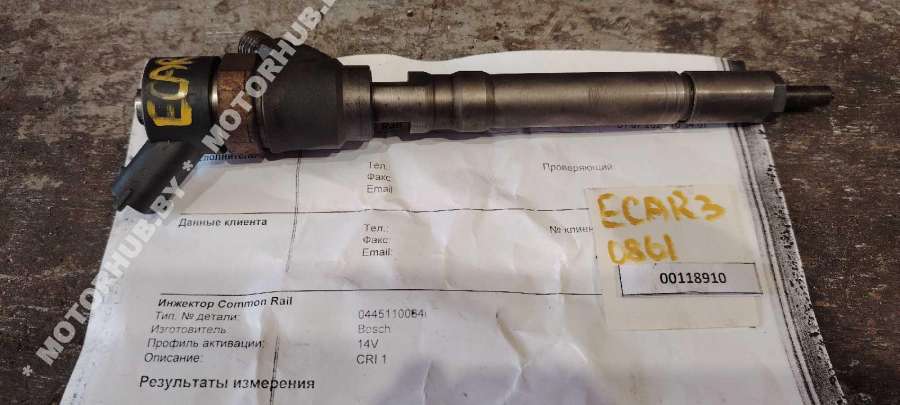 * MOTORHUB.BY * MOTORHUB.BY
ECAR
Rail
Тел.:
Факс
Email
Проверяющий
Данные клиента
Тел.:
Факс:
Email:
№ клиен
ECAR3
0861
00118910
Инжектор Common Rail
Тип. № детали:
Изготовитель Bosch
Профиль активации: 14V
Описание: CRI 1
Результаты измерения